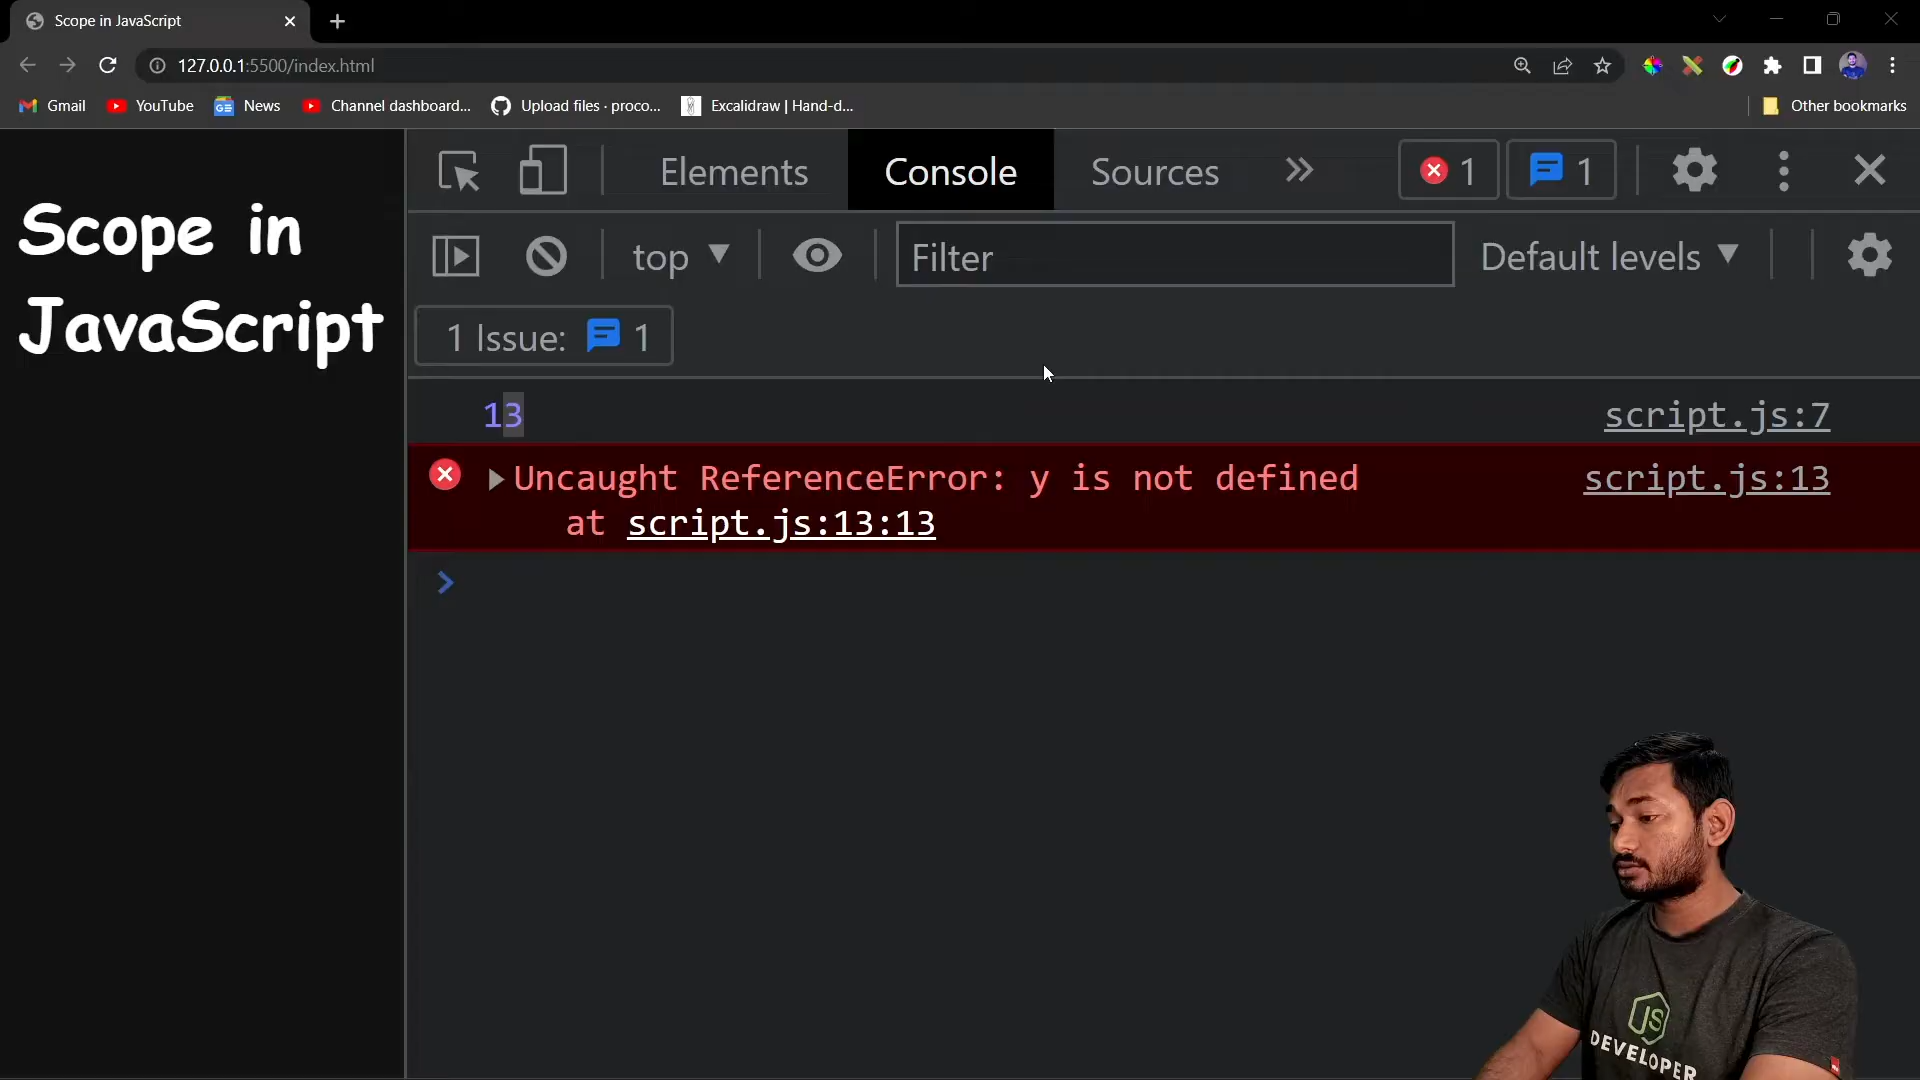 Scope in JavaScript
127.0.0.1:5500/index.html
Gmail
YouTube
News
Channel dashboard...
Upload files · proco...
Excalidraw | Hand-d...
Other bookmarks
Scope in
JavaScript
Elements
Console
Sources
1
1
top
Filter
Default levels
1 Issue:
1
13
script.js:7
Uncaught ReferenceError: y is not defined
script.js:13
at script.js:13:13
JS
DEVELOPER